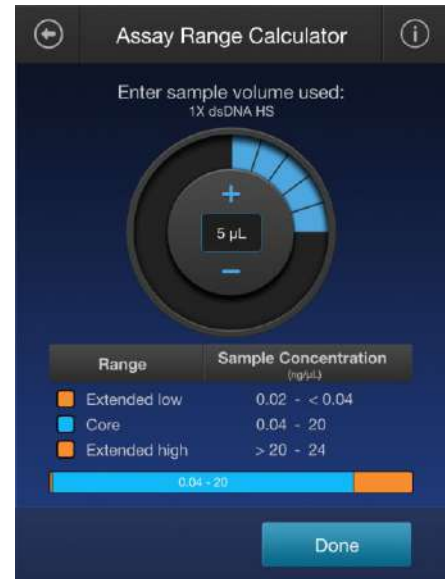 Assay Range Calculator
Enter sample volume used:
1X dsDNA HS
+
5 µL
−
Range Sample Concentration
(ng/µL)
Extended low 0.02 - < 0.04
Core 0.04 - 20
Extended high > 20 - 24
0.04 - 20
Done